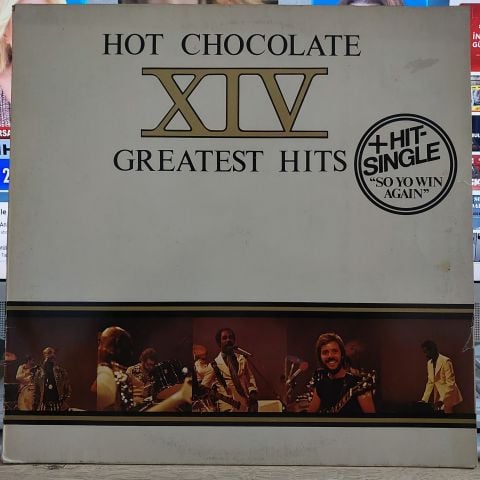 HOT CHOCOLATE
XIV
GREATEST HITS
+HIT-
SINGLE
"SO YO WIN
AGAIN"